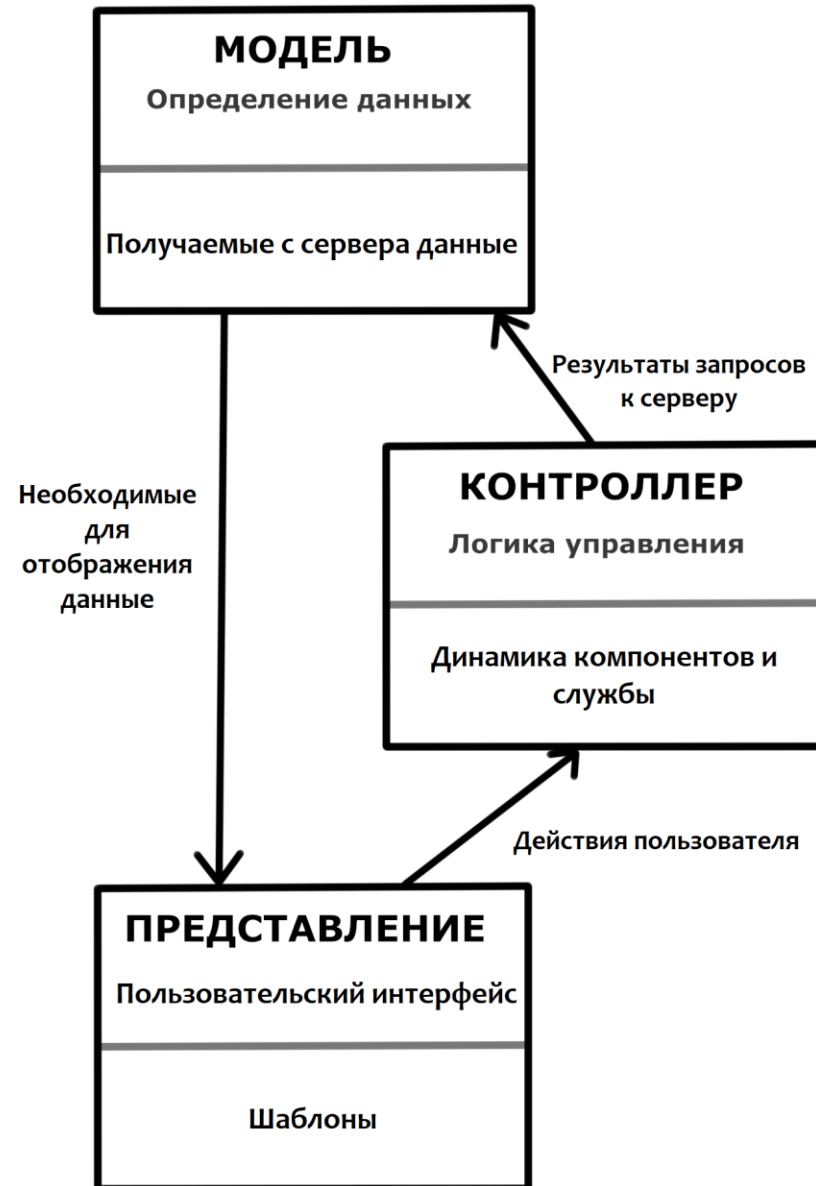 МОДЕЛЬ
Определение данных
Получаемые с сервера данные
Результаты запросов
к серверу
Необходимые
для
отображения
данные
КОНТРОЛЛЕР
Логика управления
Динамика компонентов и
службы
Действия пользователя
ПРЕДСТАВЛЕНИЕ
Пользовательский интерфейс
Шаблоны